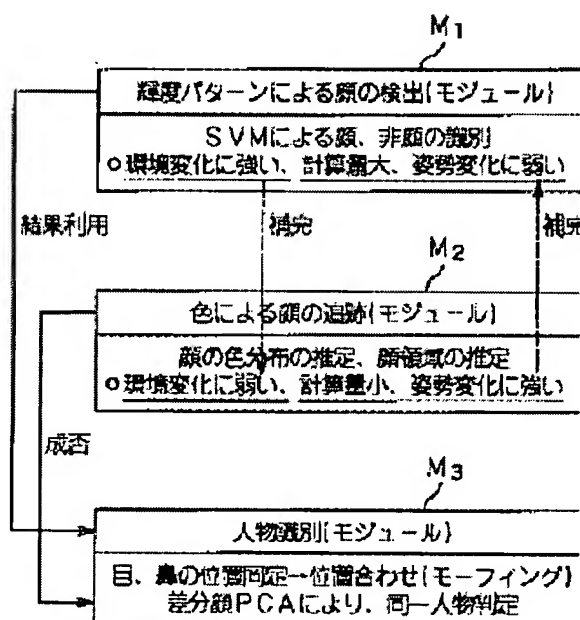 M1
輝度パターンによる顔の検出(モジュール)
SVMによる顔、非顔の識別
環境変化に強い、計算量大、姿勢変化に弱い
結果利用
補完
補完
M2
色による顔の追跡(モジュール)
顔の色分布の推定、顔領域の推定
環境変化に弱い、計算量小、姿勢変化に強い
成否
M3
人物識別(モジュール)
目、鼻の位置同定→位置合わせ(モーフィング)
差分顔PCAにより、同一人物判定